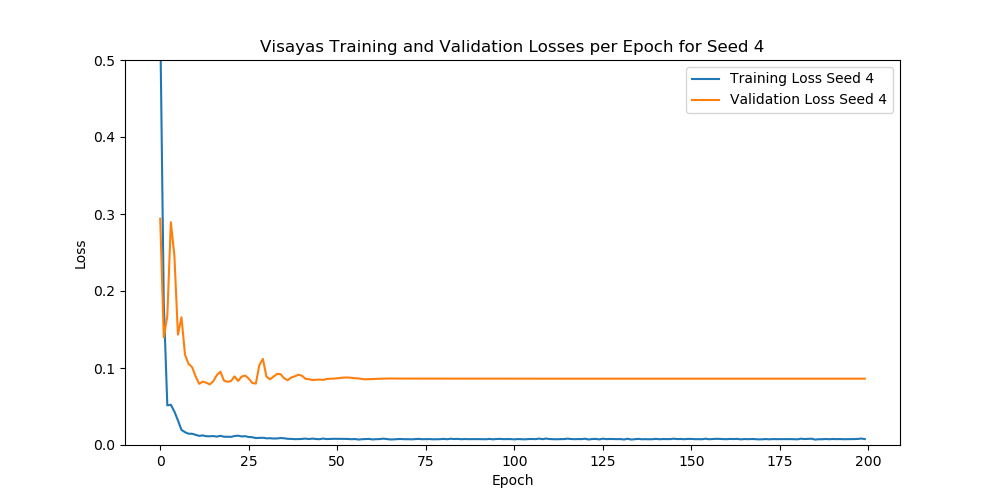 Visayas Training and Validation Losses per Epoch for Seed 4
Training Loss Seed 4
Validation Loss Seed 4
0.5
0.4
0.3
0.2
0.1
0.0
Loss
0 25 50 75 100 125 150 175 200
Epoch